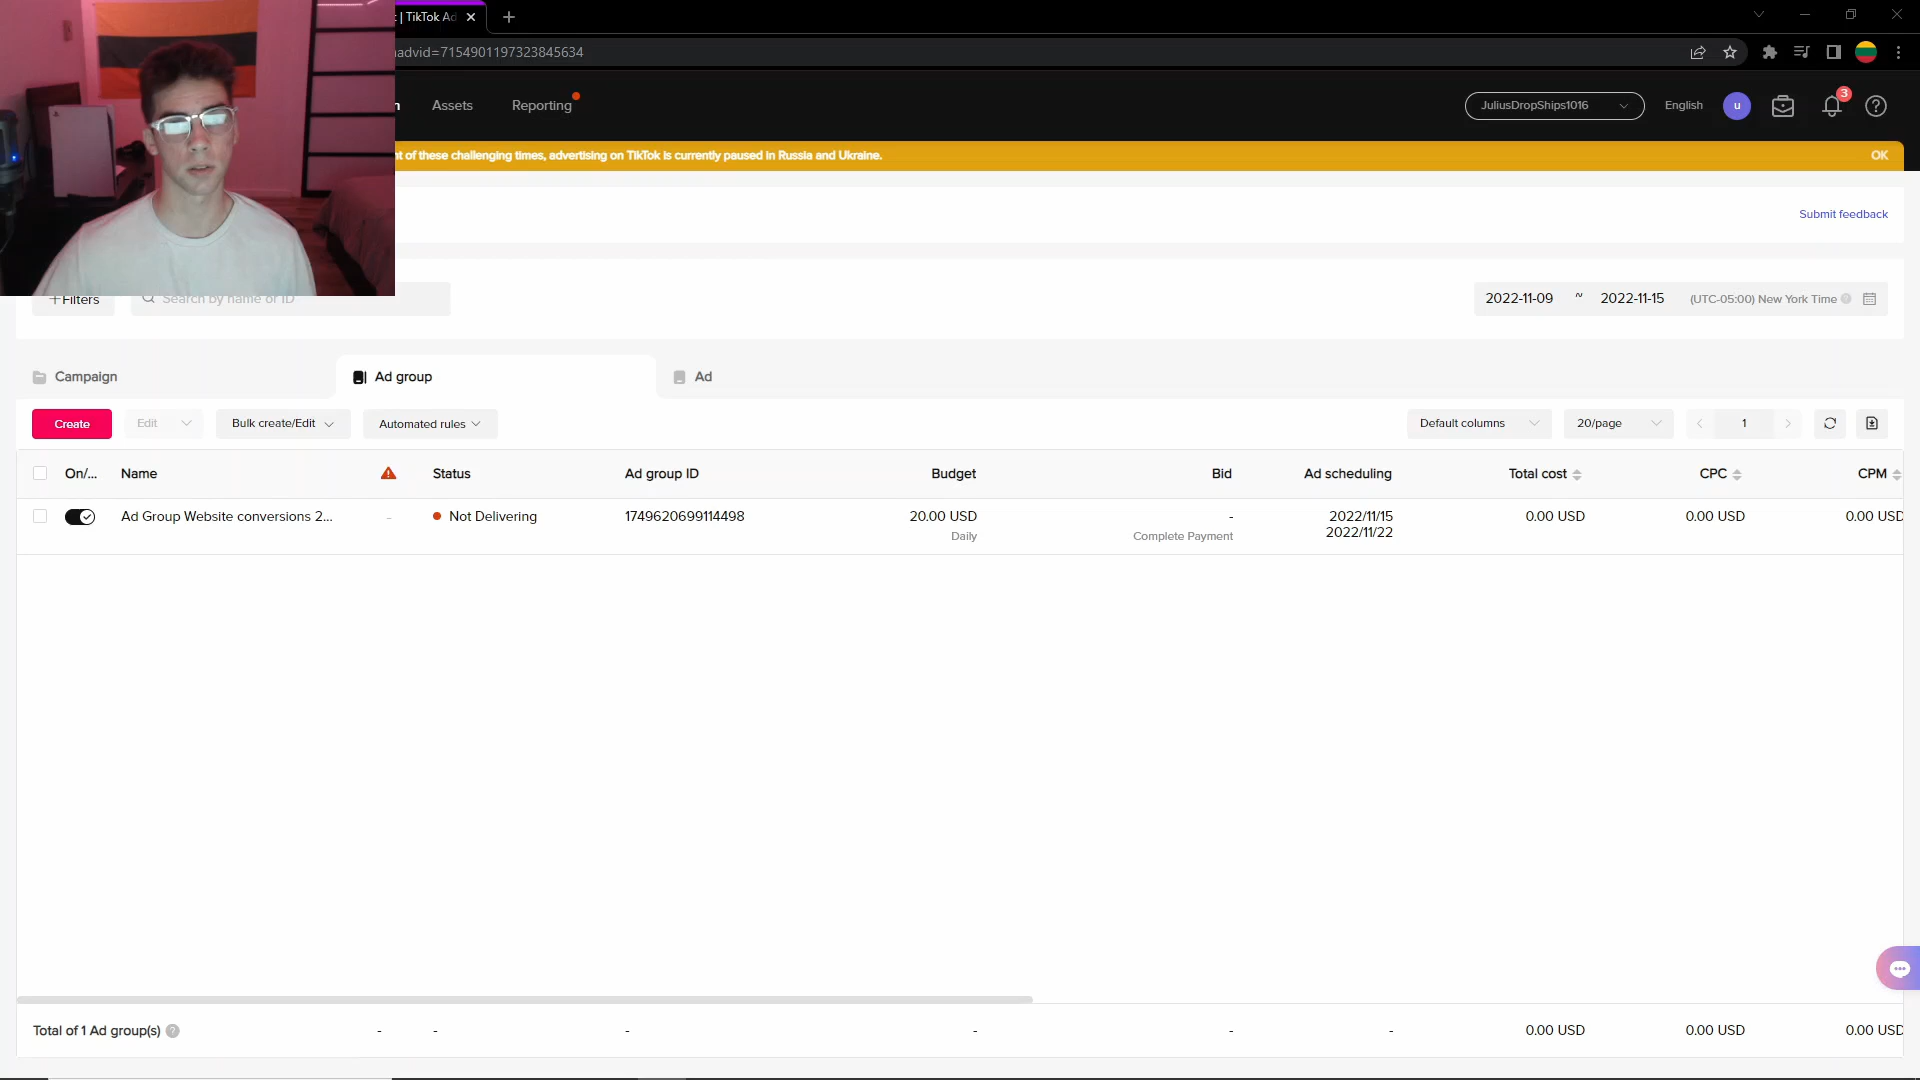 | TikTok Ad
advid=7154901197323845634
Assets
Reporting
JuliusDropShips1016
English
u
3
t of these challenging times, advertising on TikTok is currently paused in Russia and Ukraine.
OK
Submit feedback
+Filters
Search by name or ID
2022-11-09 ~ 2022-11-15 (UTC-05:00) New York Time
Campaign
Ad group
Ad
Create
Edit
Bulk create/Edit
Automated rules
Default columns
20/page
1
On/... Name Status Ad group ID Budget Bid Ad scheduling Total cost CPC CPM
Ad Group Website conversions 2... - Not Delivering 1749620699114498 20.00 USD - 2022/11/15 0.00 USD 0.00 USD 0.00 USD
Daily Complete Payment 2022/11/22
Total of 1 Ad group(s) - - - - - - 0.00 USD 0.00 USD 0.00 USD